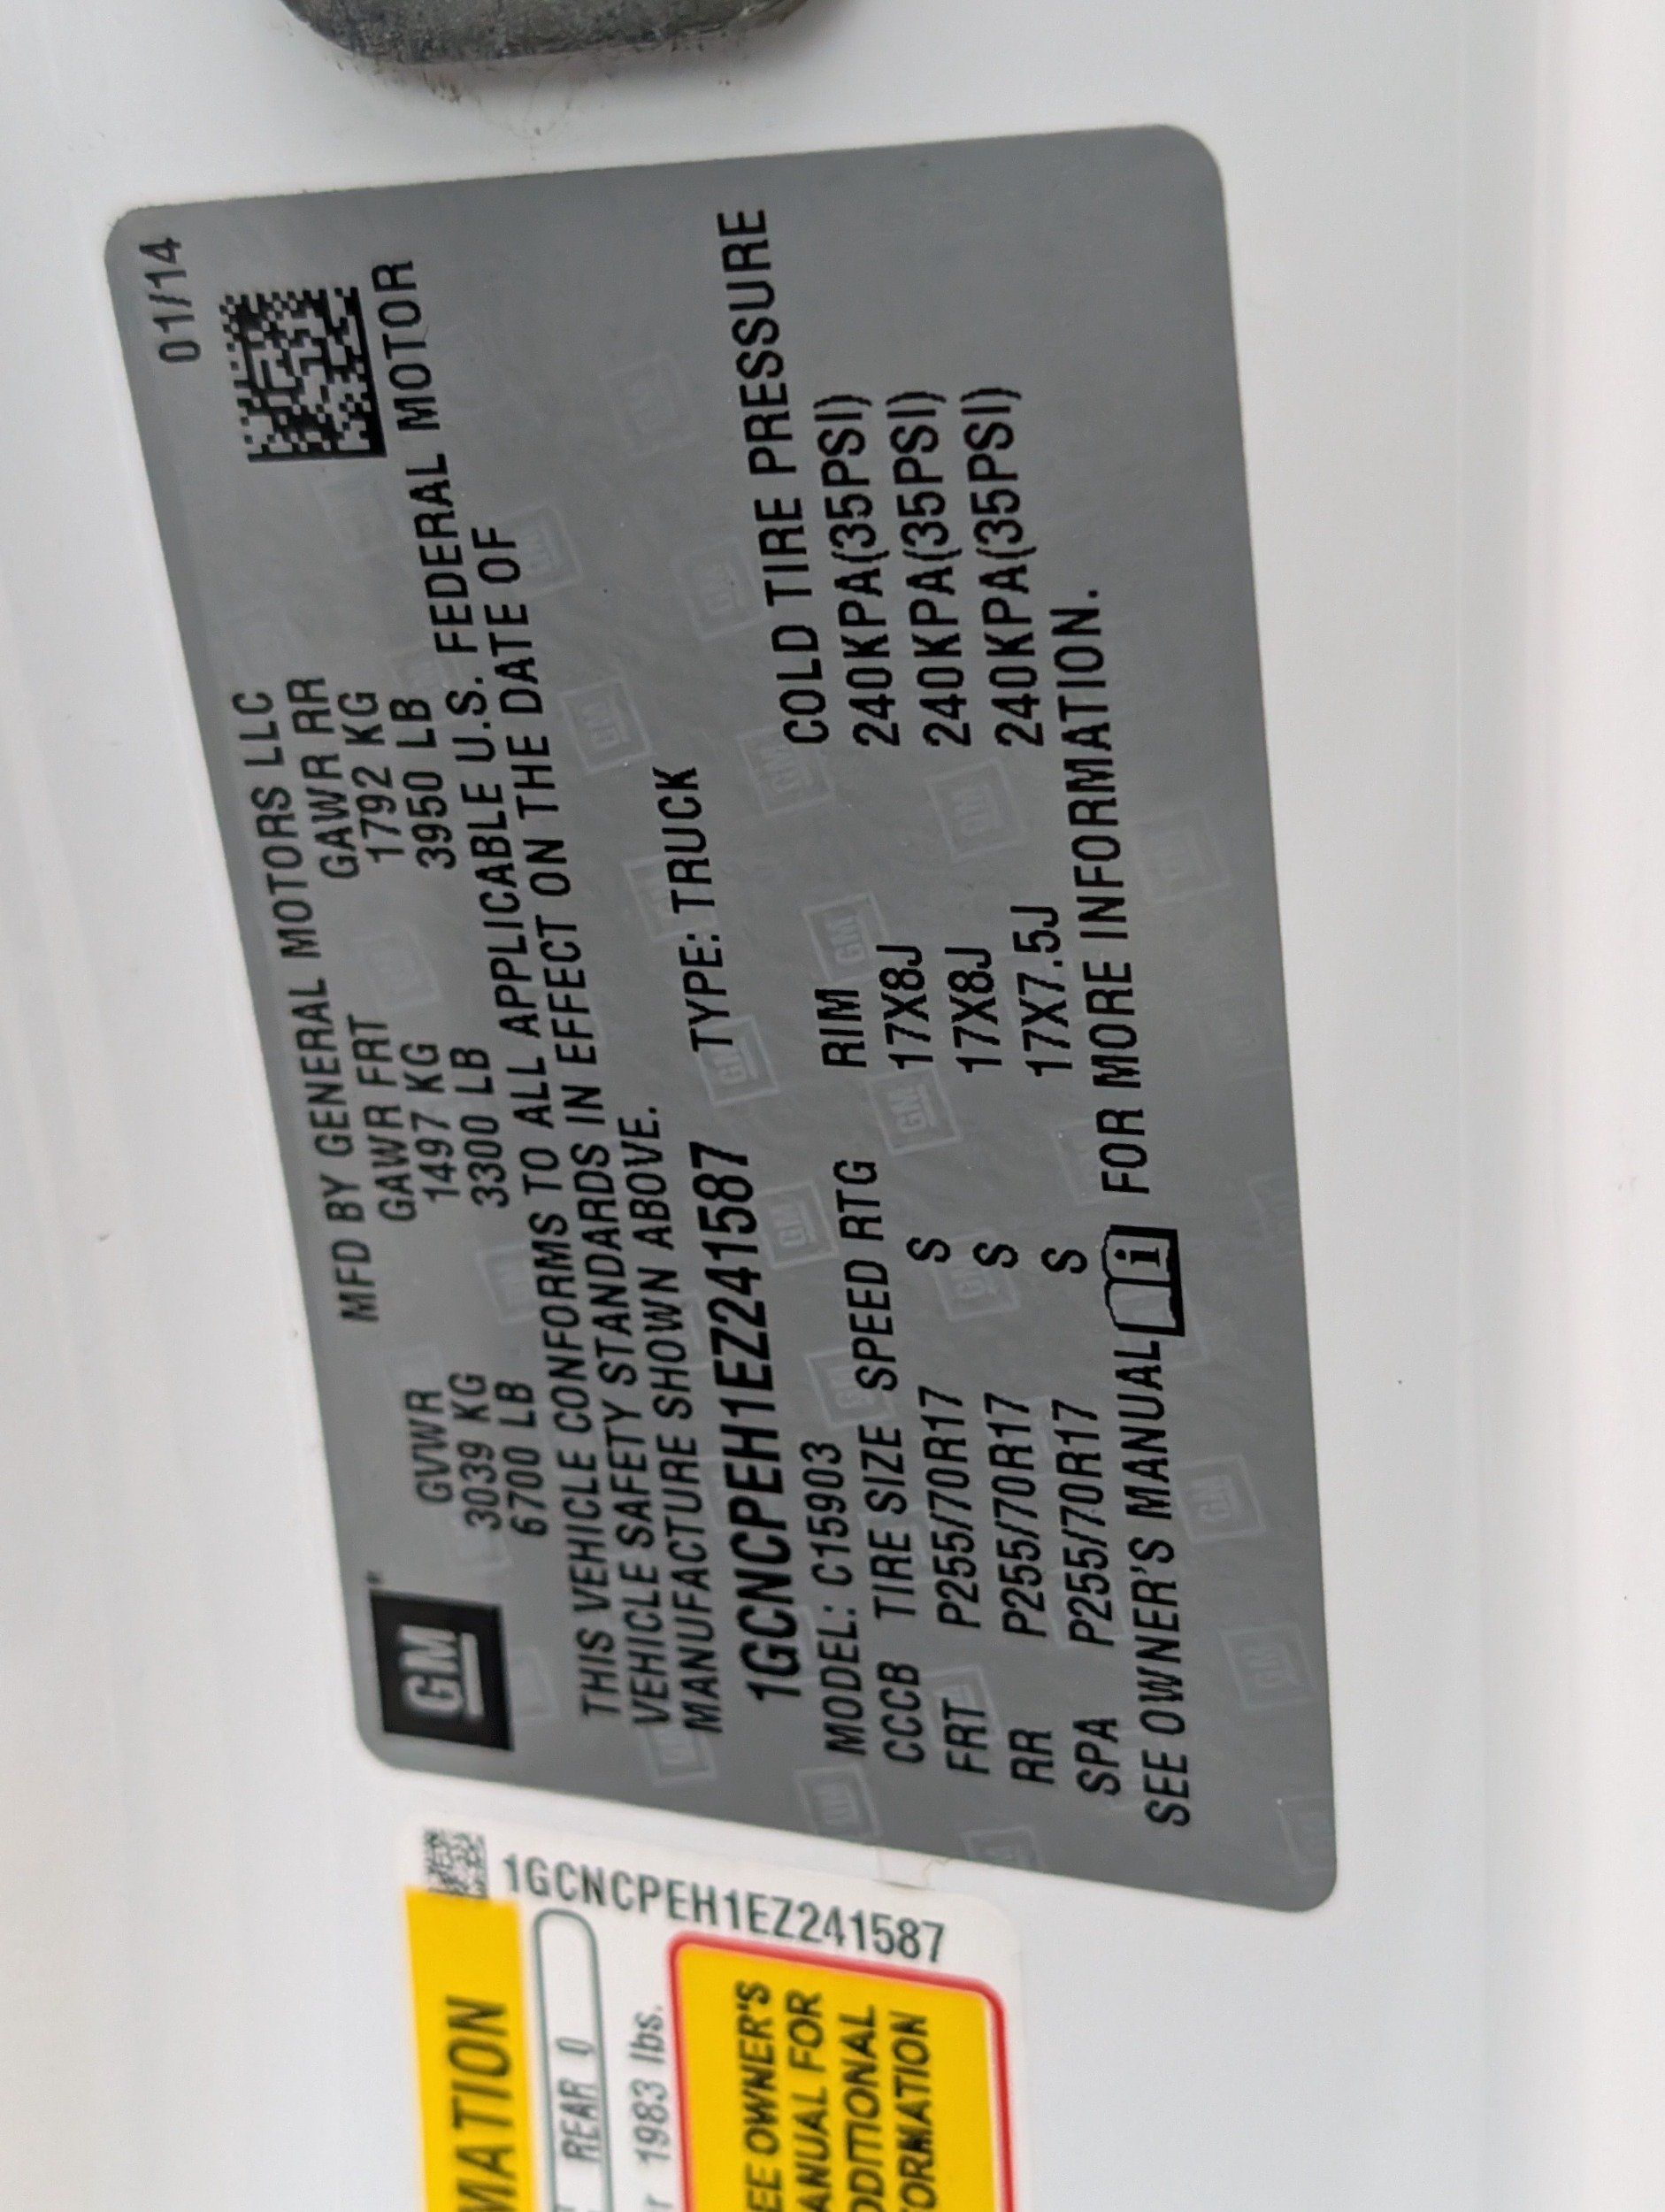 01/14
GM
MFD BY GENERAL MOTORS LLC
GVWR GAWR FRT GAWR RR
3039 KG 1497 KG 1792 KG
6700 LB 3300 LB 3950 LB
THIS VEHICLE CONFORMS TO ALL APPLICABLE U.S. FEDERAL MOTOR
VEHICLE SAFETY STANDARDS IN EFFECT ON THE DATE OF
MANUFACTURE SHOWN ABOVE.
1GCNCPEH1EZ241587 TYPE: TRUCK
MODEL: C15903
CCCB TIRE SIZE SPEED RTG RIM COLD TIRE PRESSURE
FRT P255/70R17 S 17X8J 240KPA(35PSI)
RR P255/70R17 S 17X8J 240KPA(35PSI)
SPA P255/70R17 S 17X7.5J 240KPA(35PSI)
SEE OWNER'S MANUAL i FOR MORE INFORMATION.
1GCNCPEH1EZ241587
MATION
REAR 0
1983 lbs.
EE OWNER'S
ANUAL FOR
DDITIONAL
FORMATION